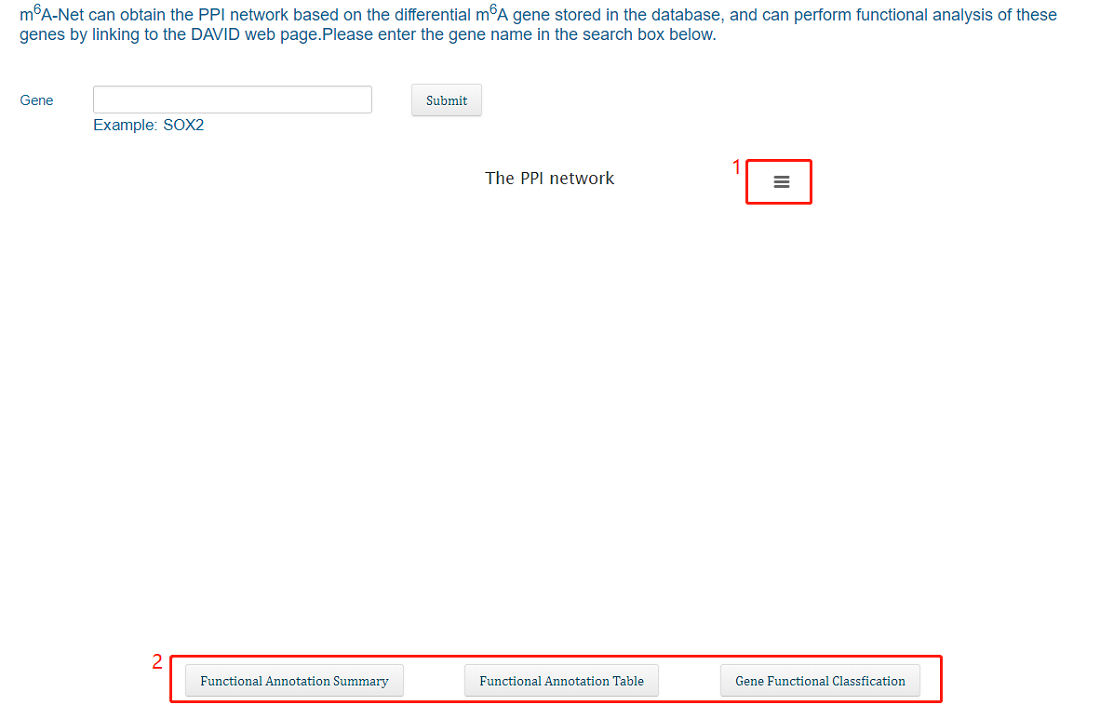 m⁶A-Net can obtain the PPI network based on the differential m⁶A gene stored in the database, and can perform functional analysis of these
genes by linking to the DAVID web page.Please enter the gene name in the search box below.
Gene
Submit
Example: SOX2
The PPI network
1
2
Functional Annotation Summary
Functional Annotation Table
Gene Functional Classfication